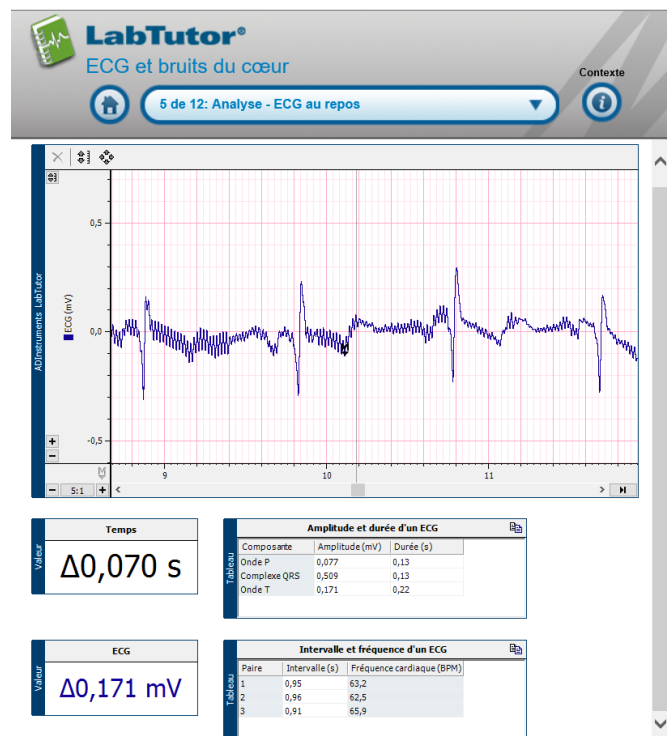 LabTutor®
ECG et bruits du cœur
Contexte
5 de 12: Analyse - ECG au repos
ADInstruments LabTutor
ECG (mV)
0,5
0,0
-0,5
M
9 10 11
5:1
Temps
Valeur
Δ0,070 s
Amplitude et durée d'un ECG
Tableau
Composante Amplitude (mV) Durée (s)
Onde P 0,077 0,13
Complexe QRS 0,509 0,13
Onde T 0,171 0,22
ECG
Valeur
Δ0,171 mV
Intervalle et fréquence d'un ECG
Tableau
Paire Intervalle (s) Fréquence cardiaque (BPM)
1 0,95 63,2
2 0,96 62,5
3 0,91 65,9